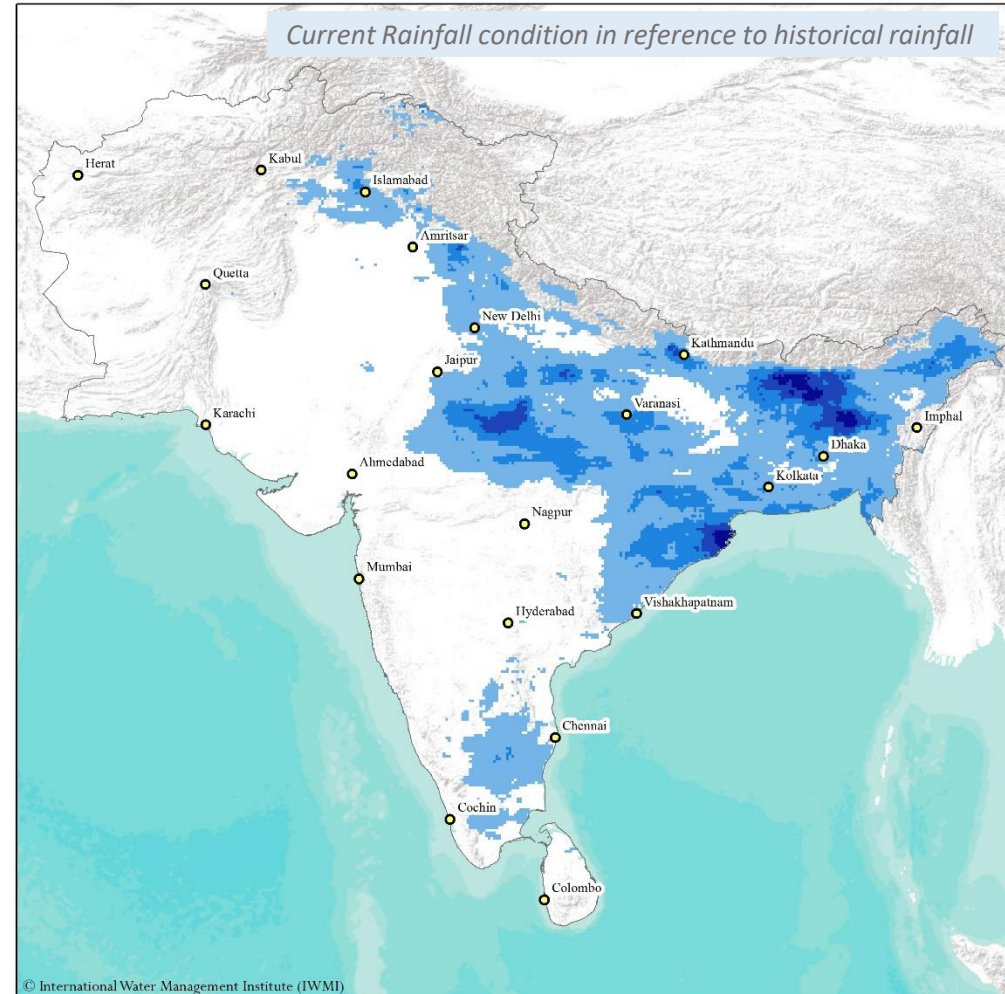 Current Rainfall condition in reference to historical rainfall
Herat
Kabul
Islamabad
Amritsar
Quetta
New Delhi
Kathmandu
Jaipur
Varanasi
Karachi
Imphal
Dhaka
Ahmedabad
Kolkata
Nagpur
Mumbai
Vishakhapatnam
Hyderabad
Chennai
Cochin
Colombo
© International Water Management Institute (IWMI)